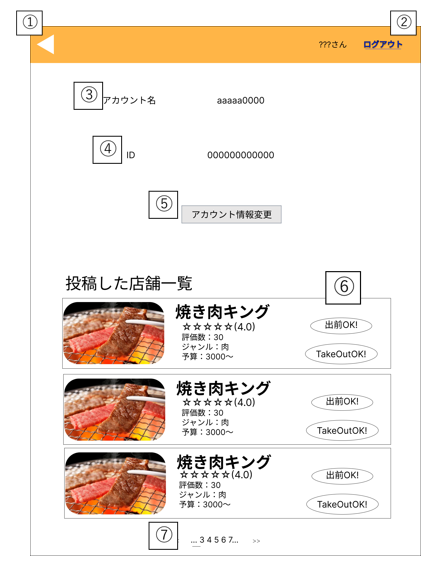 ①
②
???さん ログアウト
③ アカウント名 aaaaa0000
④ ID 000000000000
⑤
アカウント情報変更
投稿した店舗一覧
⑥
焼き肉キング
☆☆☆☆☆(4.0)
評価数：30
ジャンル：肉
予算：3000〜
出前OK!
TakeOutOK!
焼き肉キング
☆☆☆☆☆(4.0)
評価数：30
ジャンル：肉
予算：3000〜
出前OK!
TakeOutOK!
焼き肉キング
☆☆☆☆☆(4.0)
評価数：30
ジャンル：肉
予算：3000〜
出前OK!
TakeOutOK!
⑦
... 3 4 5 6 7... >>